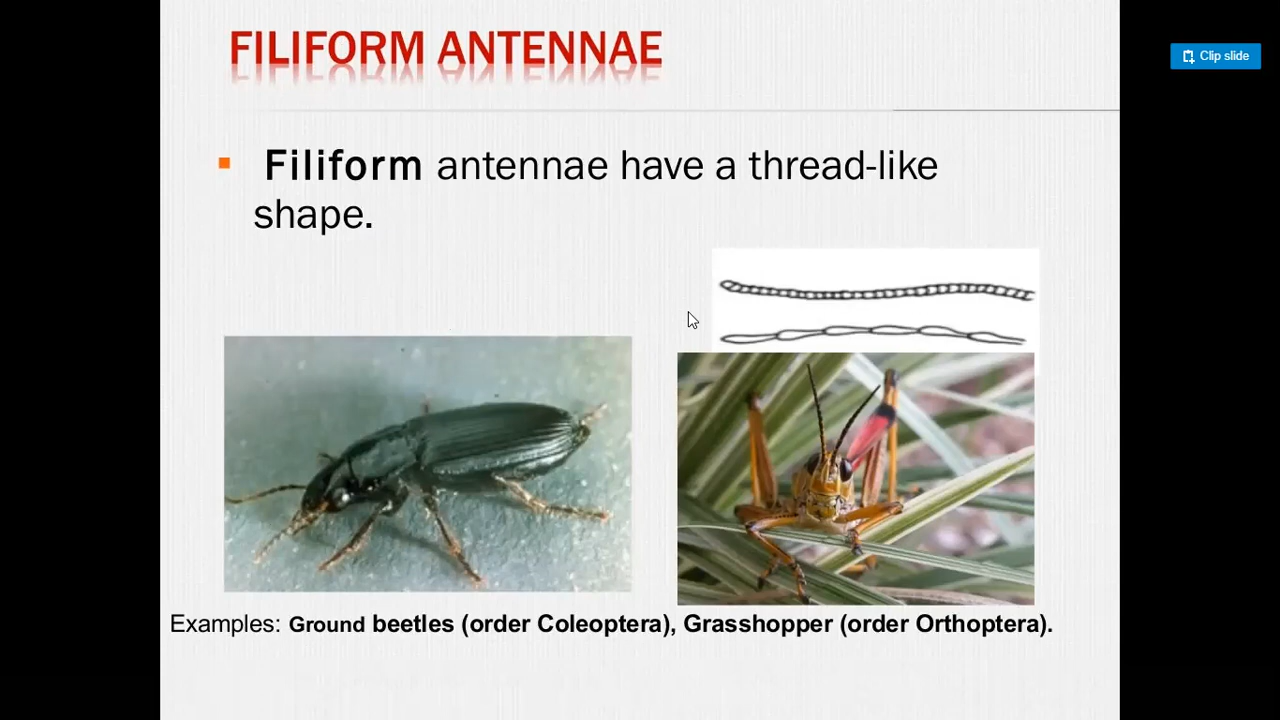 FILIFORM ANTENNAE
Clip slide
Filiform antennae have a thread-like
shape.
Examples: Ground beetles (order Coleoptera), Grasshopper (order Orthoptera).